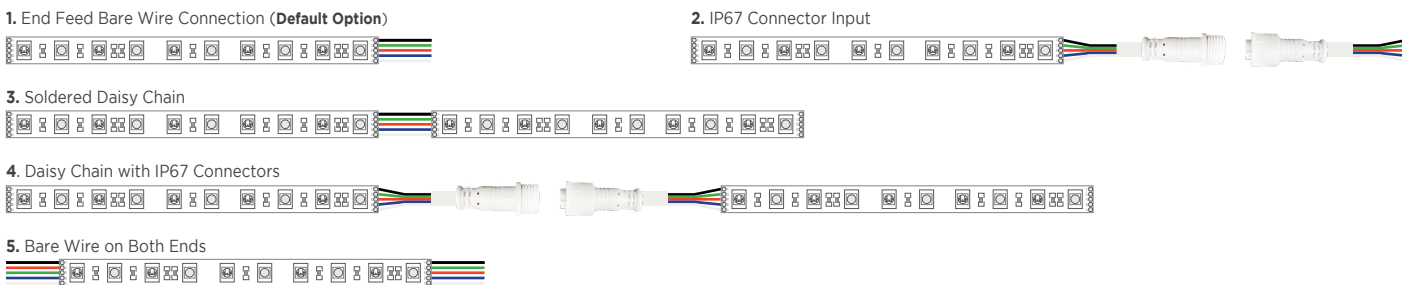 1. End Feed Bare Wire Connection (Default Option)
2. IP67 Connector Input
3. Soldered Daisy Chain
4. Daisy Chain with IP67 Connectors
5. Bare Wire on Both Ends